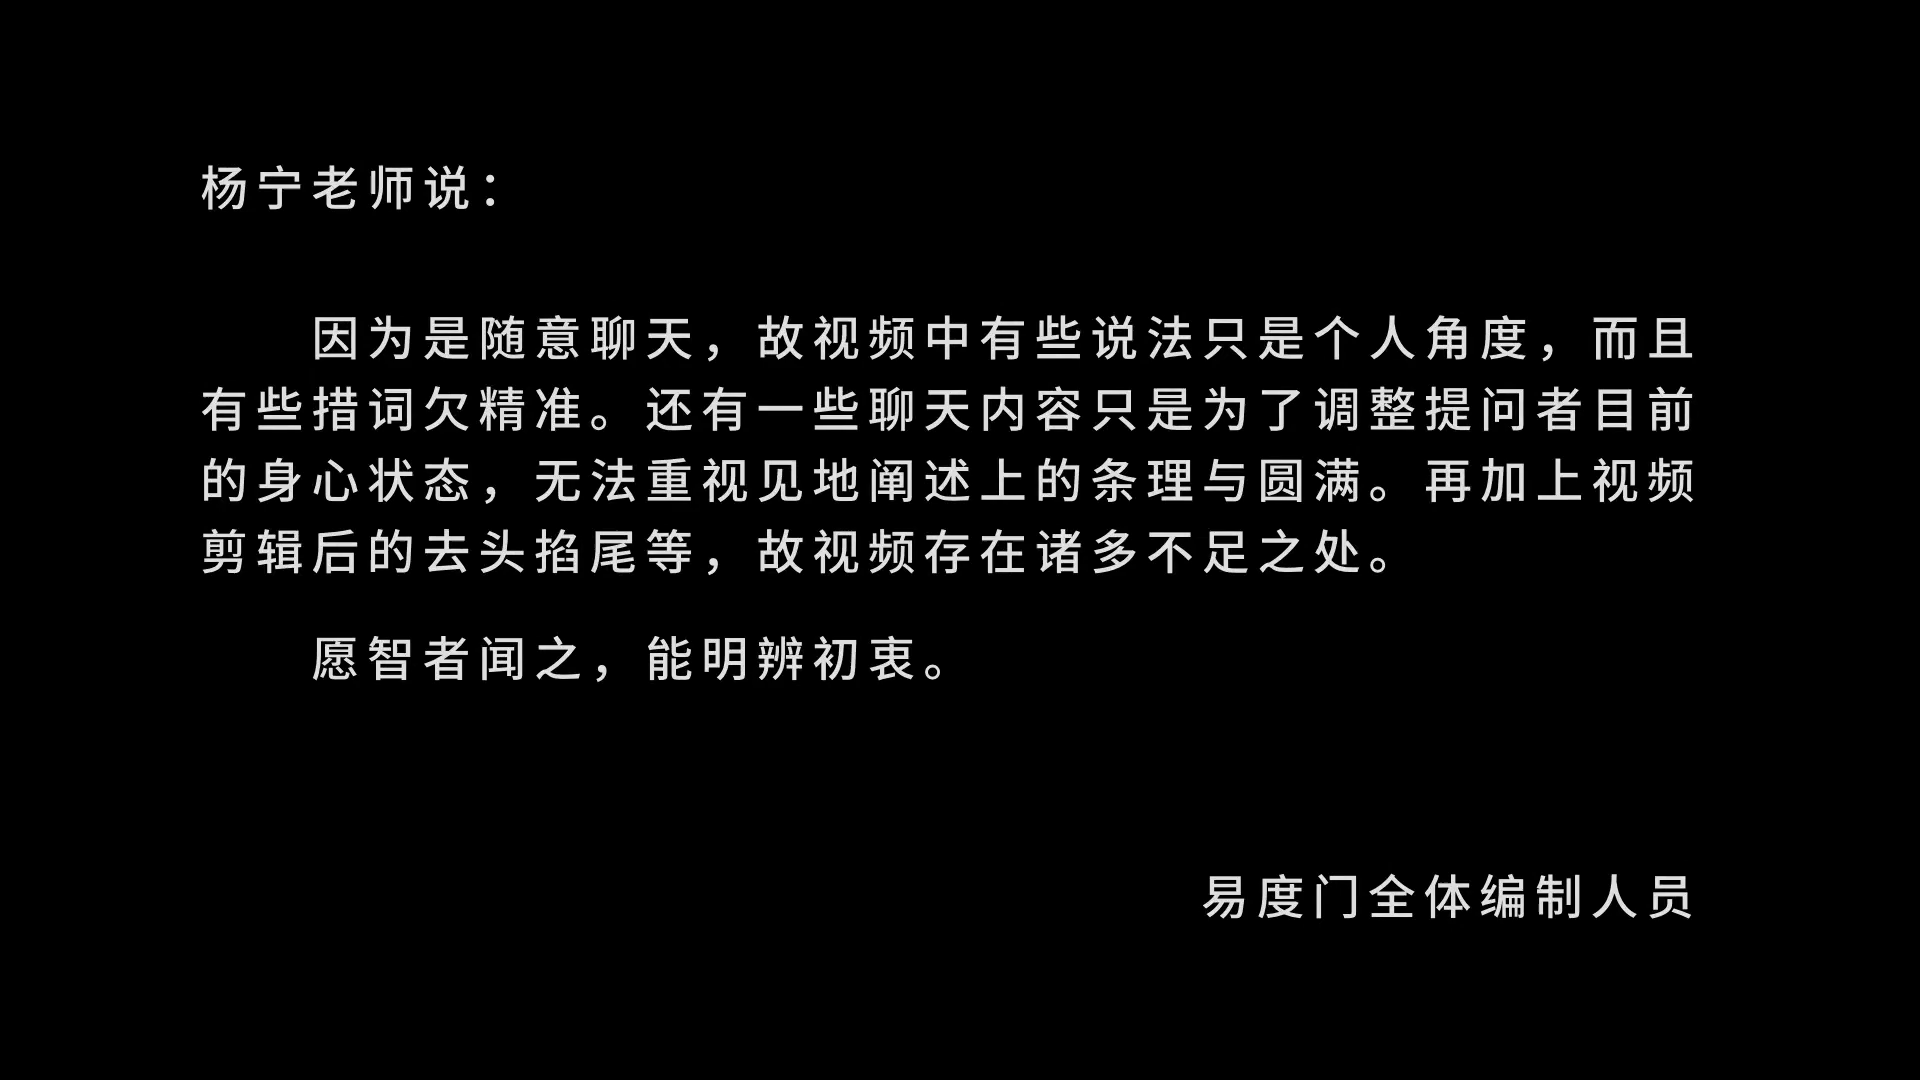 杨宁老师说：
因为是随意聊天，故视频中有些说法只是个人角度，而且
有些措词欠精准。还有一些聊天内容只是为了调整提问者目前
的身心状态，无法重视见地阐述上的条理与圆满。再加上视频
剪辑后的去头掐尾等，故视频存在诸多不足之处。
愿智者闻之，能明辨初衷。
易度门全体编制人员